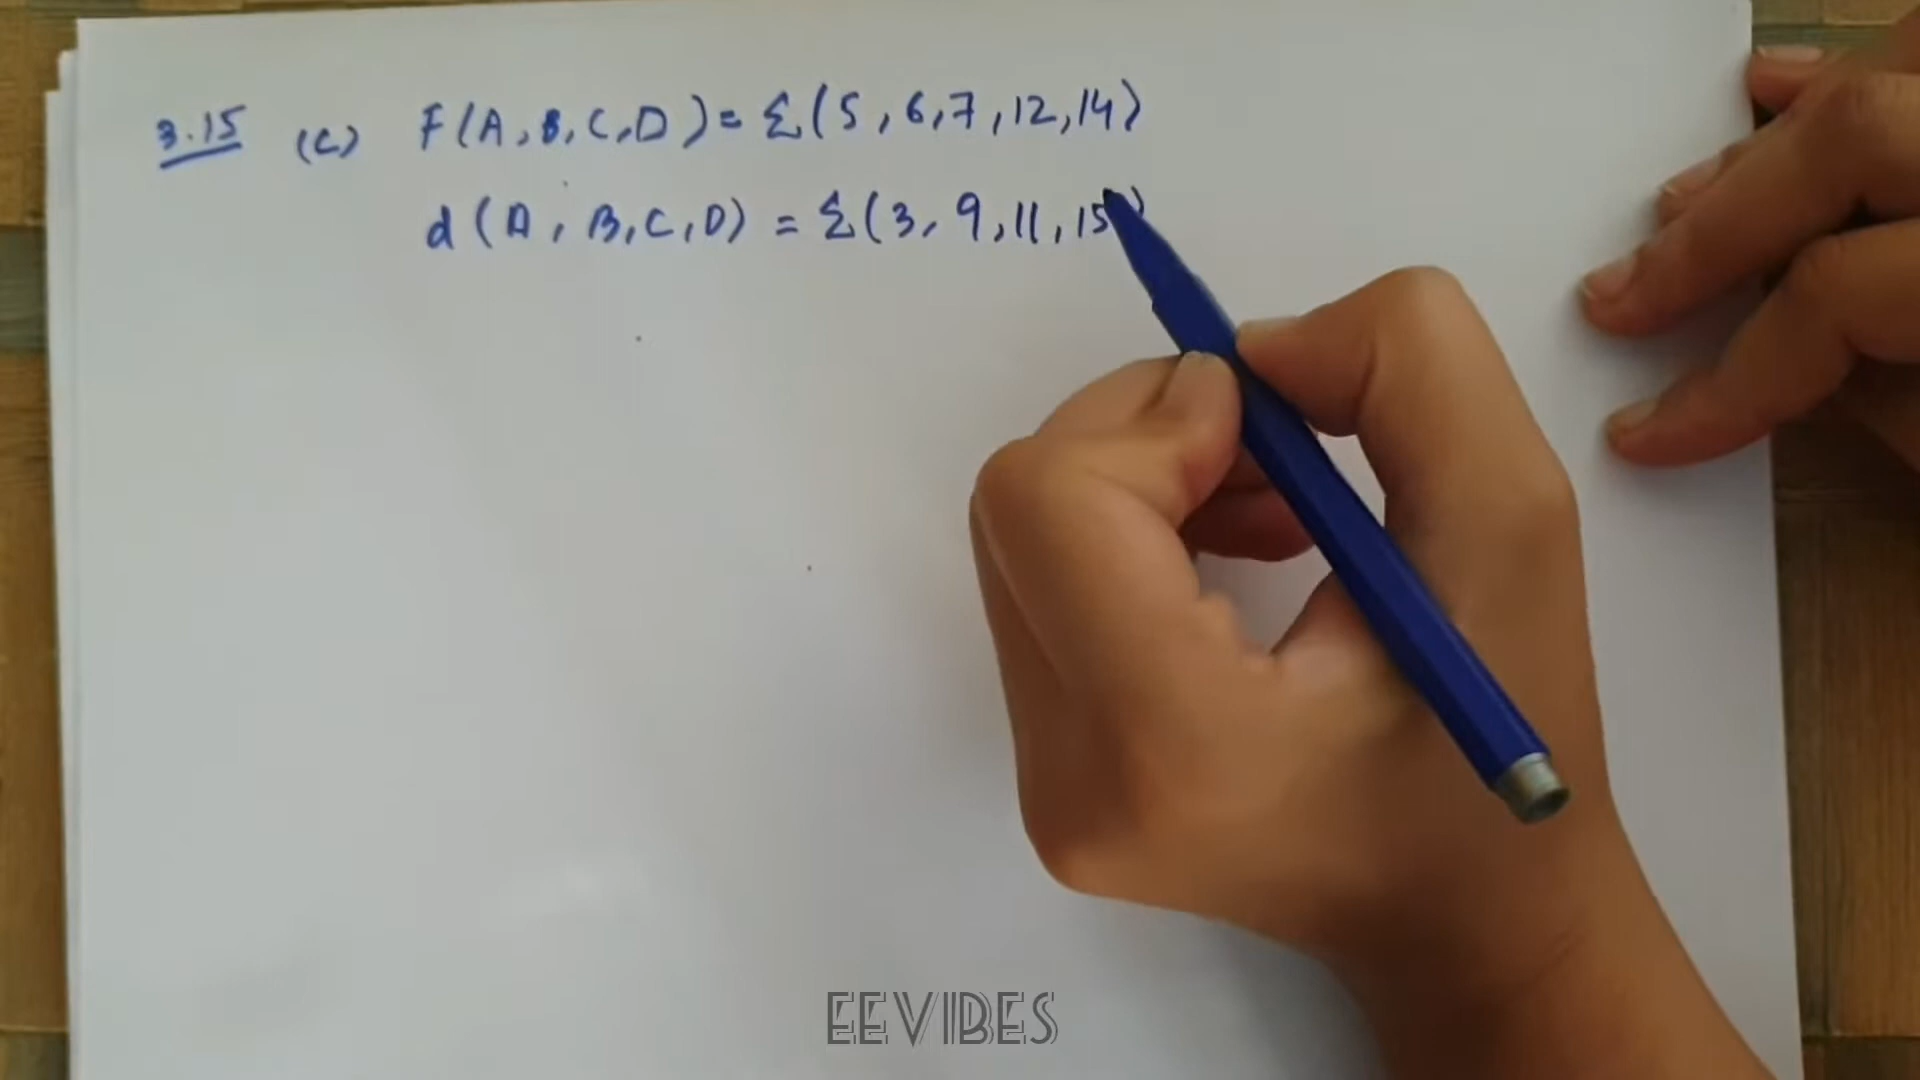 3.15 (C) F(A,B,C,D) = Σ(5,6,7,12,14)
d(A,B,C,D) = Σ(3,9,11,15)
EEVIBES